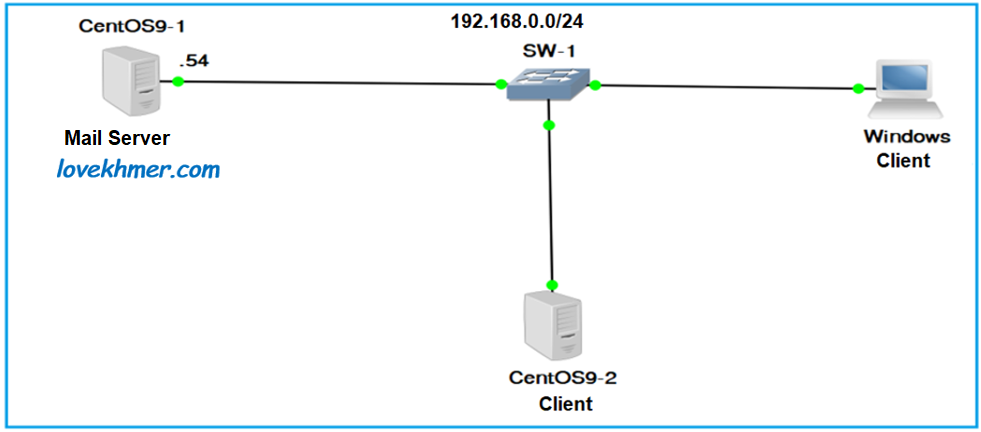 192.168.0.0/24
CentOS9-1
SW-1
.54
Mail Server
lovekhmer.com
Windows
Client
CentOS9-2
Client